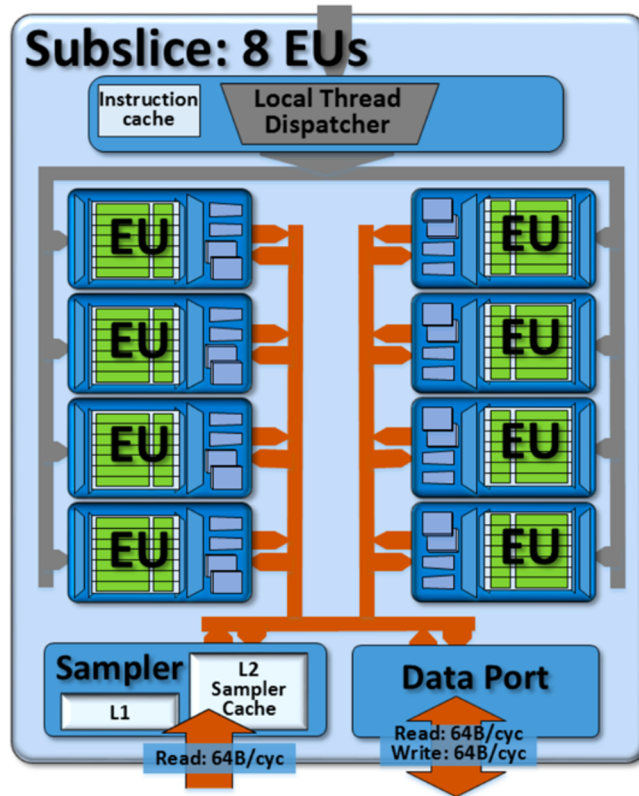 Subslice: 8 EUs
Instruction
cache
Local Thread
Dispatcher
EU
EU
EU
EU
EU
EU
EU
EU
Sampler
L1
L2
Sampler
Cache
Read: 64B/cyc
Data Port
Read: 64B/cyc
Write: 64B/cyc